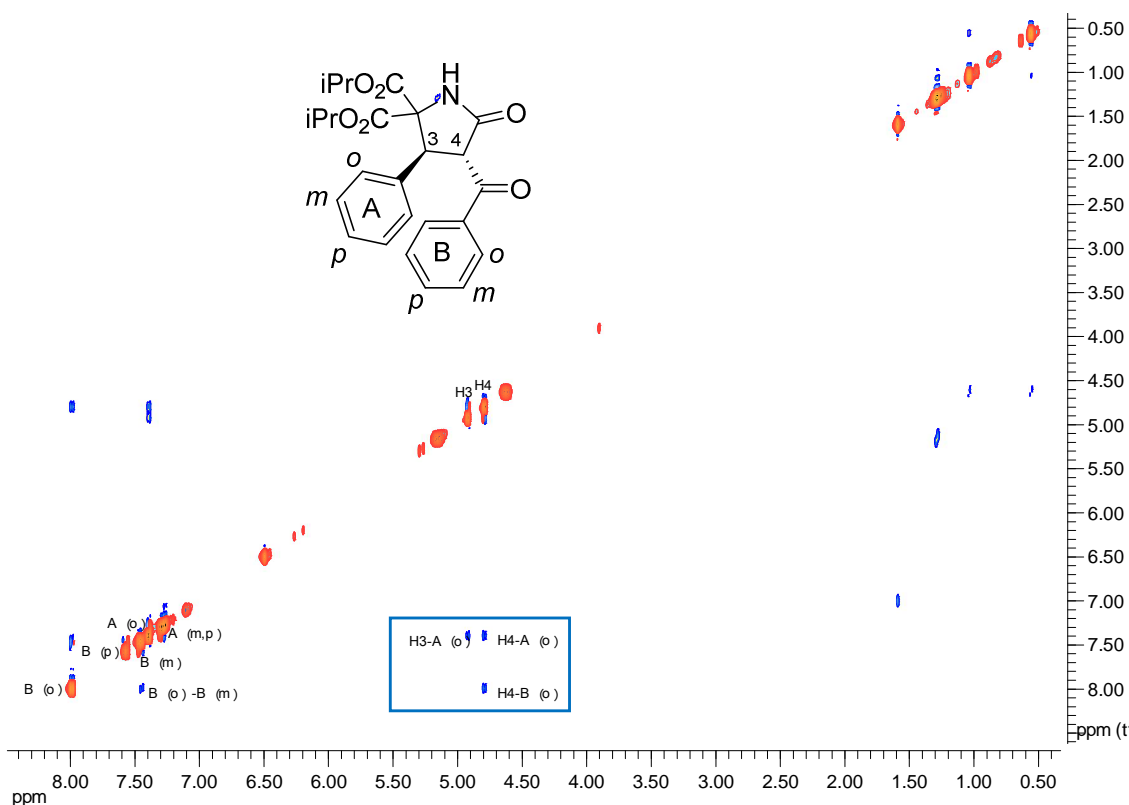 H
iPrO2C
N
O
iPrO2C
3 4
o
m
A
O
p
B
o
p
m
H3 H4
A (o)
A (m,p)
B (p)
B (m)
B (o)
B (o) -B (m)
H3-A (o)
H4-A (o)
H4-B (o)
0.50
1.00
1.50
2.00
2.50
3.00
3.50
4.00
4.50
5.00
5.50
6.00
6.50
7.00
7.50
8.00
ppm (t
8.00 7.50 7.00 6.50 6.00 5.50 5.00 4.50 4.00 3.50 3.00 2.50 2.00 1.50 1.00 0.50
ppm